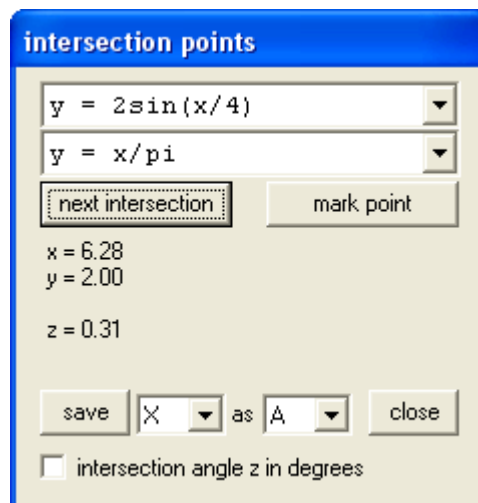 intersection points
y = 2sin(x/4)
y = x/pi
next intersection mark point
x = 6.28
y = 2.00
z = 0.31
save X as A close
intersection angle z in degrees